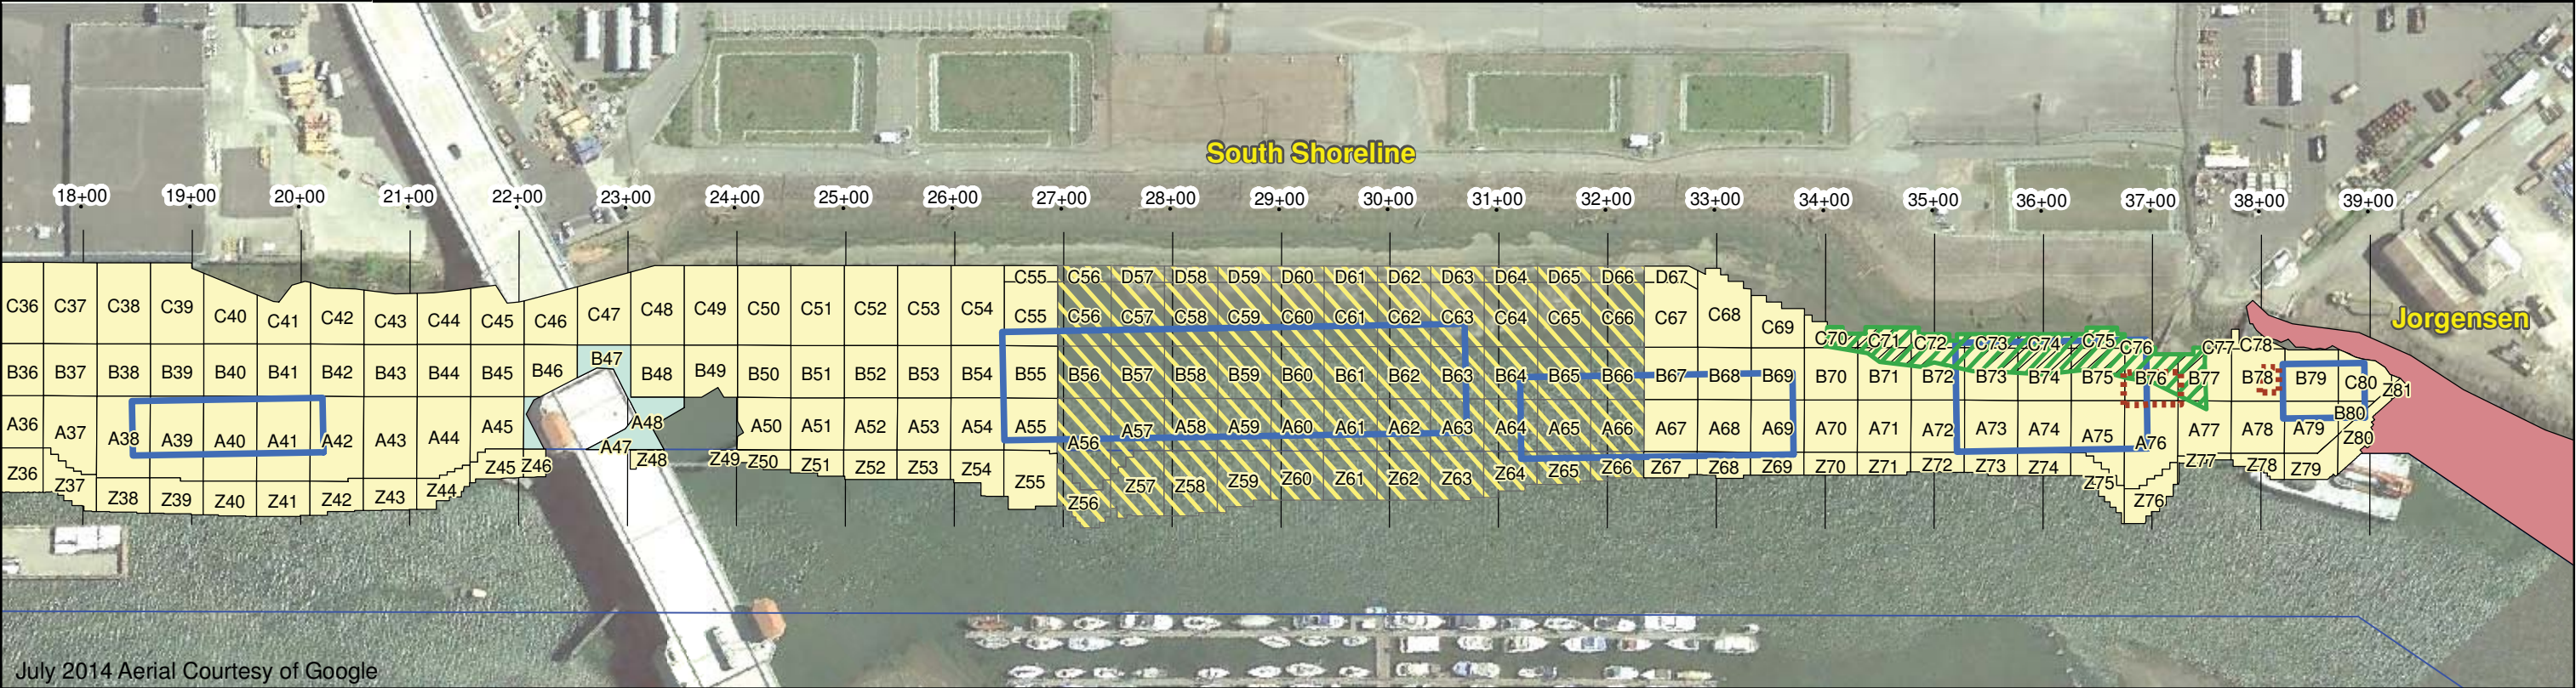 South Shoreline
18+00 19+00 20+00 21+00 22+00 23+00 24+00 25+00 26+00 27+00 28+00 29+00 30+00 31+00 32+00 33+00 34+00 35+00 36+00 37+00 38+00 39+00
C55 C56 D57 D58 D59 D60 D61 D62 D63 D64 D65 D66 D67
C36 C37 C38 C39 C40 C41 C42 C43 C44 C45 C46 C47 C48 C49 C50 C51 C52 C53 C54 C55 C56 C57 C58 C59 C60 C61 C62 C63 C64 C65 C66 C67 C68 C69 C70 C71 C72 C73 C74 C75 C76 C77 C78
Jorgensen
B36 B37 B38 B39 B40 B41 B42 B43 B44 B45 B46 B47 B48 B49 B50 B51 B52 B53 B54 B55 B56 B57 B58 B59 B60 B61 B62 B63 B64 B65 B66 B67 B68 B69 B70 B71 B72 B73 B74 B75 B76 B77 B78 B79 C80 Z81
A36 A37 A38 A39 A40 A41 A42 A43 A44 A45 A47 A48 A50 A51 A52 A53 A54 A55 A56 A57 A58 A59 A60 A61 A62 A63 A64 A65 A66 A67 A68 A69 A70 A71 A72 A73 A74 A75 A76 A77 A78 A79 B80
Z36 Z37 Z38 Z39 Z40 Z41 Z42 Z43 Z44 Z45 Z46 Z48 Z49 Z50 Z51 Z52 Z53 Z54 Z55 Z56 Z57 Z58 Z59 Z60 Z61 Z62 Z63 Z64 Z65 Z66 Z67 Z68 Z69 Z70 Z71 Z72 Z73 Z74 Z75 Z76 Z77 Z78 Z79 Z80
July 2014 Aerial Courtesy of Google